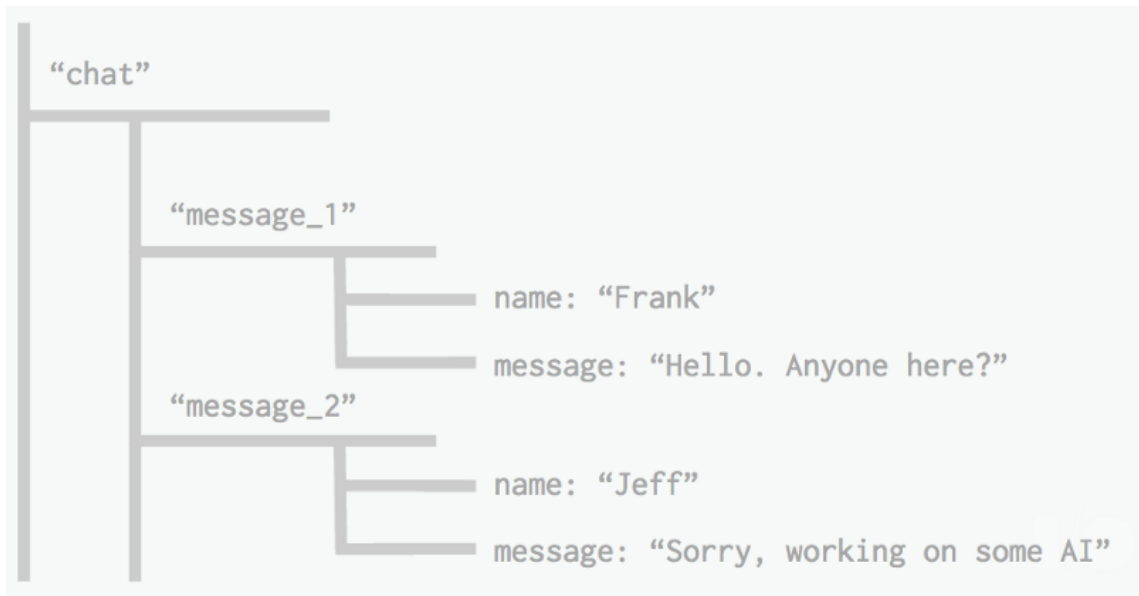 “chat”
“message_1”
name: “Frank”
message: “Hello. Anyone here?”
“message_2”
name: “Jeff”
message: “Sorry, working on some AI”